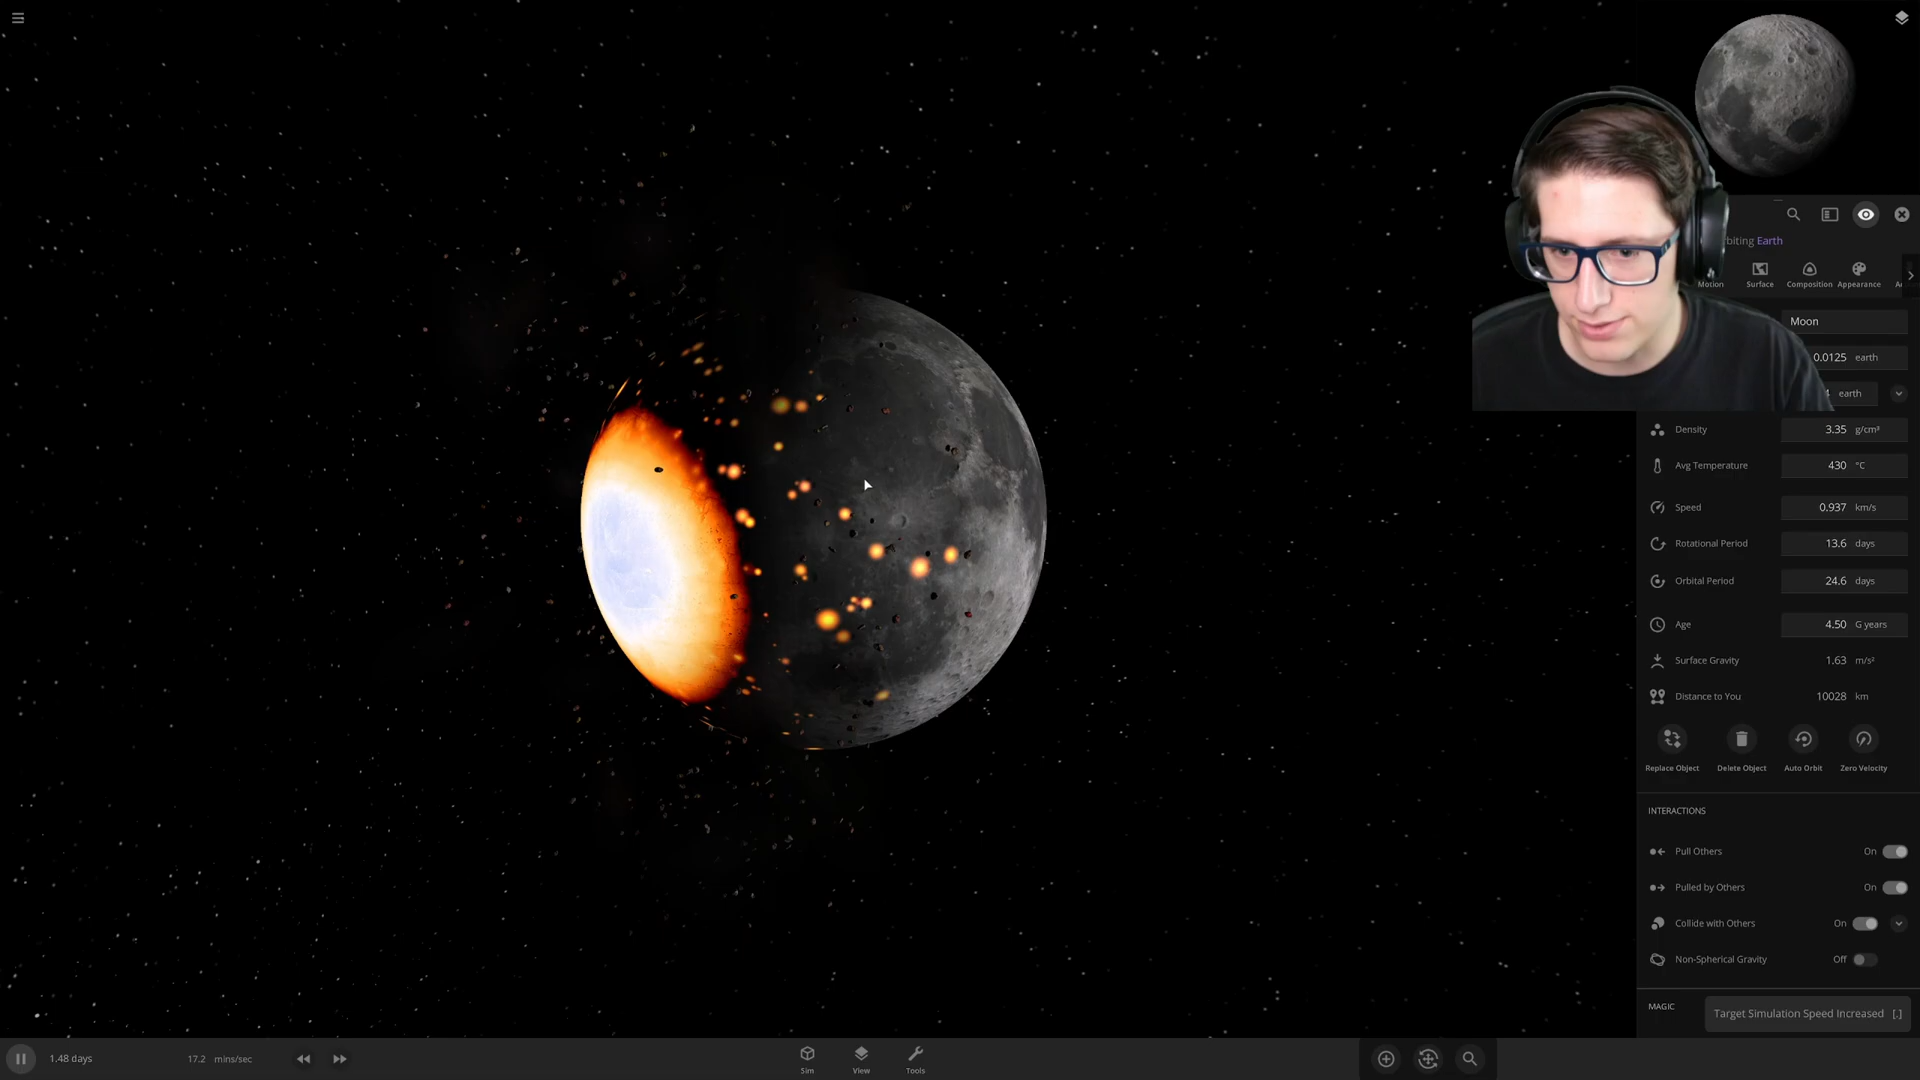 biting Earth
Motion
Surface
Composition
Appearance
Moon
0.0125 earth
earth
Density 3.35 g/cm³
Avg Temperature 430 °C
Speed 0.937 km/s
Rotational Period 13.6 days
Orbital Period 24.6 days
Age 4.50 G years
Surface Gravity 1.63 m/s²
Distance to You 10028 km
Replace Object
Delete Object
Auto Orbit
Zero Velocity
INTERACTIONS
Pull Others On
Pulled by Others On
Collide with Others On
Non-Spherical Gravity Off
MAGIC
Target Simulation Speed Increased [.]
1.48 days
17.2 mins/sec
Sim
View
Tools